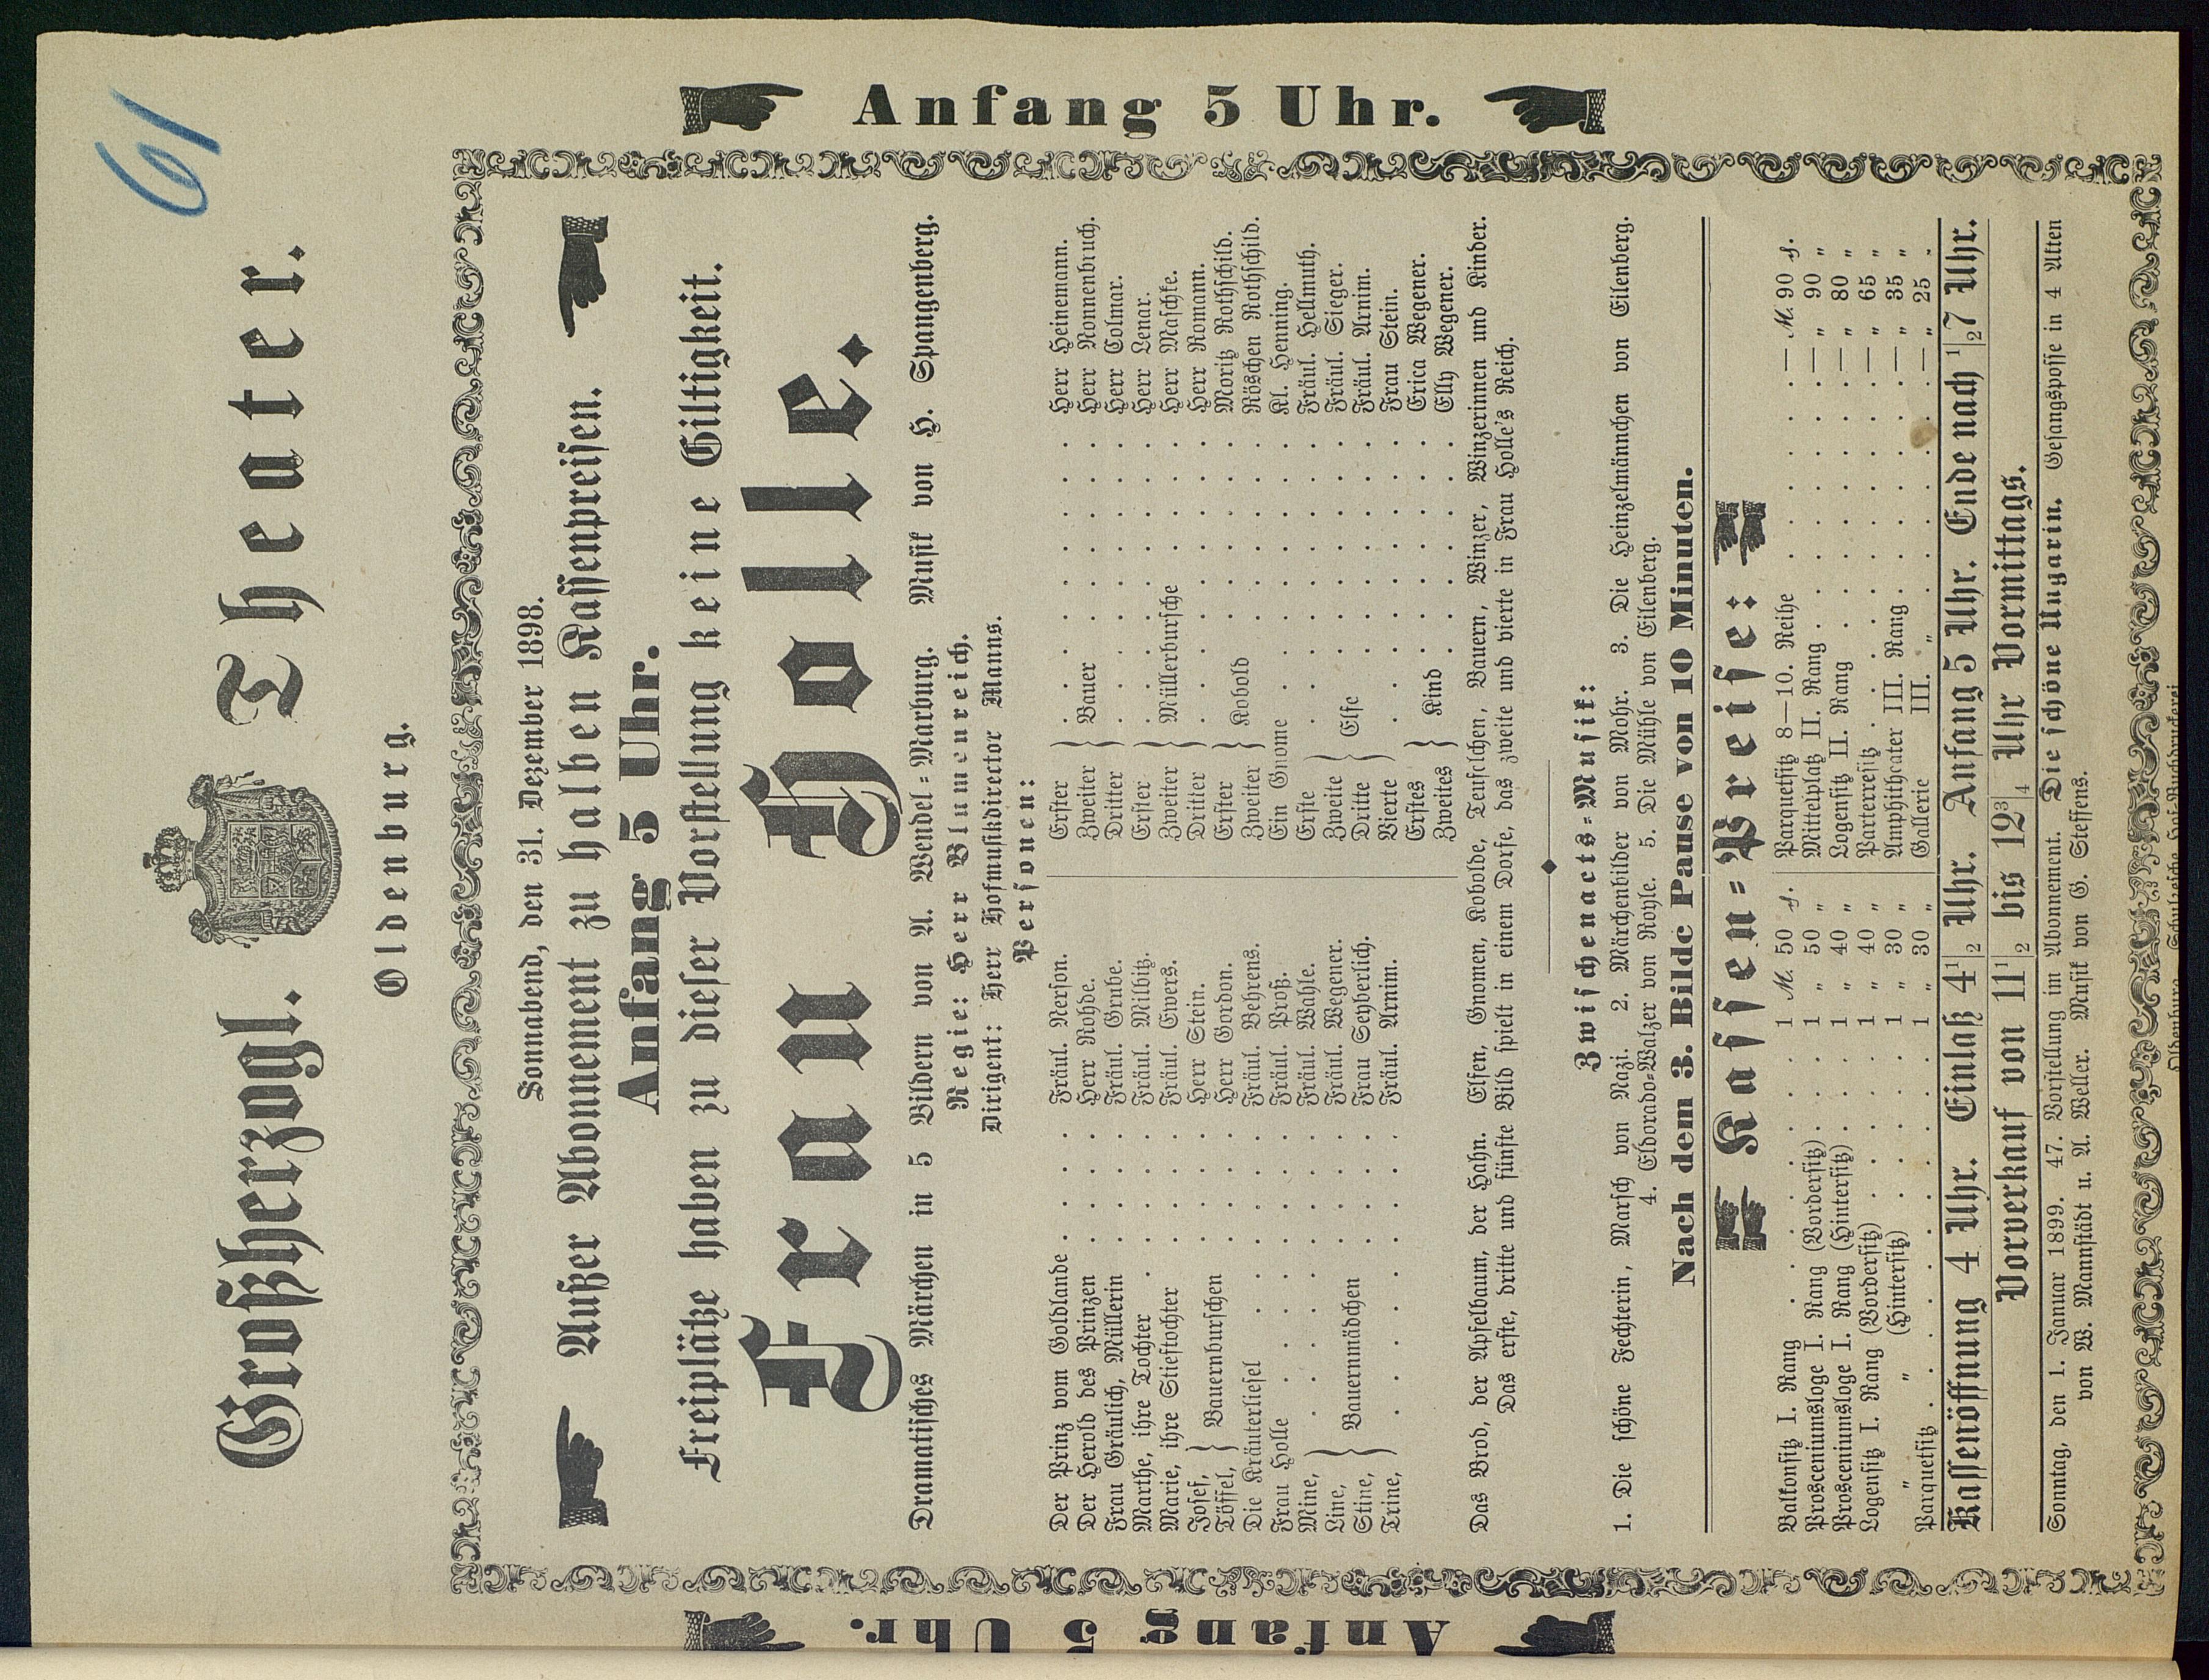 61
Großherzogl. Theater.
Oldenburg.
Anfang 5 Uhr.
Anfang 5 Uhr.
Sonnabend, den 31. Dezember 1898.
Außer Abonnement zu halben Kassenpreisen.
Anfang 5 Uhr.
Freiplätze haben zu dieser Vorstellung keine Giltigkeit.
Frau Holle.
Dramatisches Märchen in 5 Bildern von A. Wendel-Marburg. Musik von H. Spangenberg.
Regie: Herr Blumenreich.
Dirigent: Herr Hofmusikdirector Manns.
Personen:
Der Prinz vom Goldlande . . . . Fräul. Nerson.
Der Herold des Prinzen . . . . Herr Rohde.
Frau Gräulich, Müllerin . . . . Fräul. Grube.
Marthe, ihre Tochter . . . . Fräul. Milbitz.
Marie, ihre Stieftochter . . . . Fräul. Ewers.
Josef, } Bauernburschen . . . . Herr Stein.
Töffel, } . . . . Herr Gordon.
Die Kräuterliesel . . . . Fräul. Behrens.
Frau Holle . . . . Fräul. Proß.
Mine, } Bauernmädchen . . . . Fräul. Wahle.
Line, . . . . Fräul. Wegener.
Stine, . . . . Frau Seyberlich.
Trine, } . . . . Fräul. Arnim.
Erster } Bauer . . . . Herr Heinemann.
Zweiter . . . . Herr Nonnenbruch.
Dritter . . . . Herr Colmar.
Erster } Müllerbursche . . . . Herr Lenar.
Zweiter . . . . Herr Maschke.
Dritter . . . . Herr Romann.
Erster } Kobold . . . . Moritz Rothschild.
Zweiter . . . . Röschen Rothschild.
Ein Gnome . . . . Kl. Henning.
Erste } Elfe . . . . Fräul. Hellmuth.
Zweite . . . . Fräul. Sieger.
Dritte . . . . Fräul. Arnim.
Vierte . . . . Frau Stein.
Erstes } Kind . . . . Erica Wegener.
Zweites . . . . Elly Wegener.
Das Brod, der Apfelbaum, der Hahn. Elfen, Gnomen, Kobolde, Teufelchen, Bauern, Winzer, Winzerinnen und Kinder.
Das erste, dritte und fünfte Bild spielt in einem Dorfe, das zweite und vierte in Frau Holle's Reich.
Zwischenacts-Musik:
1. Die schöne Fechterin, Marsch von Nazi. 2. Märchenbilder von Mohr. 3. Die Heinzelmännchen von Eilenberg.
4. Eldorado-Walzer von Royle. 5. Die Mühle von Eilenberg.
Nach dem 3. Bilde Pause von 10 Minuten.
Kassen-Preise:
Balkonsitz I. Rang . . . . 1 M. 50 ₰.
Prosceniumsloge I. Rang (Vordersitz) . . 1 " 50 "
Prosceniumsloge I. Rang (Hintersitz) . . 1 " 40 "
Logensitz I. Rang (Vordersitz) . . . . 1 " 40 "
" " (Hintersitz) . . . . 1 " 30 "
Parquetsitz . . . . 1 " 30 "
Parquetsitz 8—10. Reihe . . . . — M. 90 ₰.
Mittelplatz II. Rang . . . . — " 90 "
Logensitz II. Rang . . . . — " 80 "
Parterresitz . . . . — " 65 "
Amphitheater III. Rang . . . . — " 35 "
Gallerie III. " . . . . — " 25 "
Kassenöffnung 4 Uhr. Einlaß 4 1/2 Uhr. Anfang 5 Uhr. Ende nach 1/2 7 Uhr.
Vorverkauf von 11 1/2 bis 12 3/4 Uhr Vormittags.
Sonntag, den 1. Januar 1899. 47. Vorstellung im Abonnement. Die schöne Ungarin. Gesangsposse in 4 Akten
von W. Mannstädt u. A. Weller. Musik von G. Steffens.